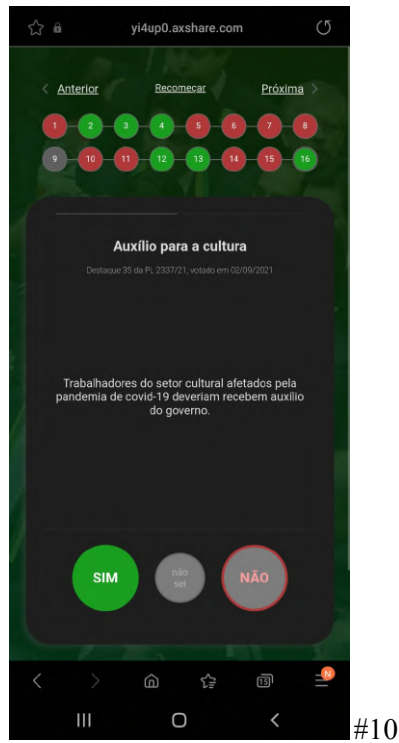 yi4up0.axshare.com
Anterior Recomeçar Próxima
1 2 3 4 5 6 7 8
9 10 11 12 13 14 15 16
Auxílio para a cultura
Destaque 35 da PL 2337/21, votado em 02/09/2021
Trabalhadores do setor cultural afetados pela
pandemia de covid-19 deveriam recebem auxílio
do governo.
SIM não sei NÃO
15 N
#10